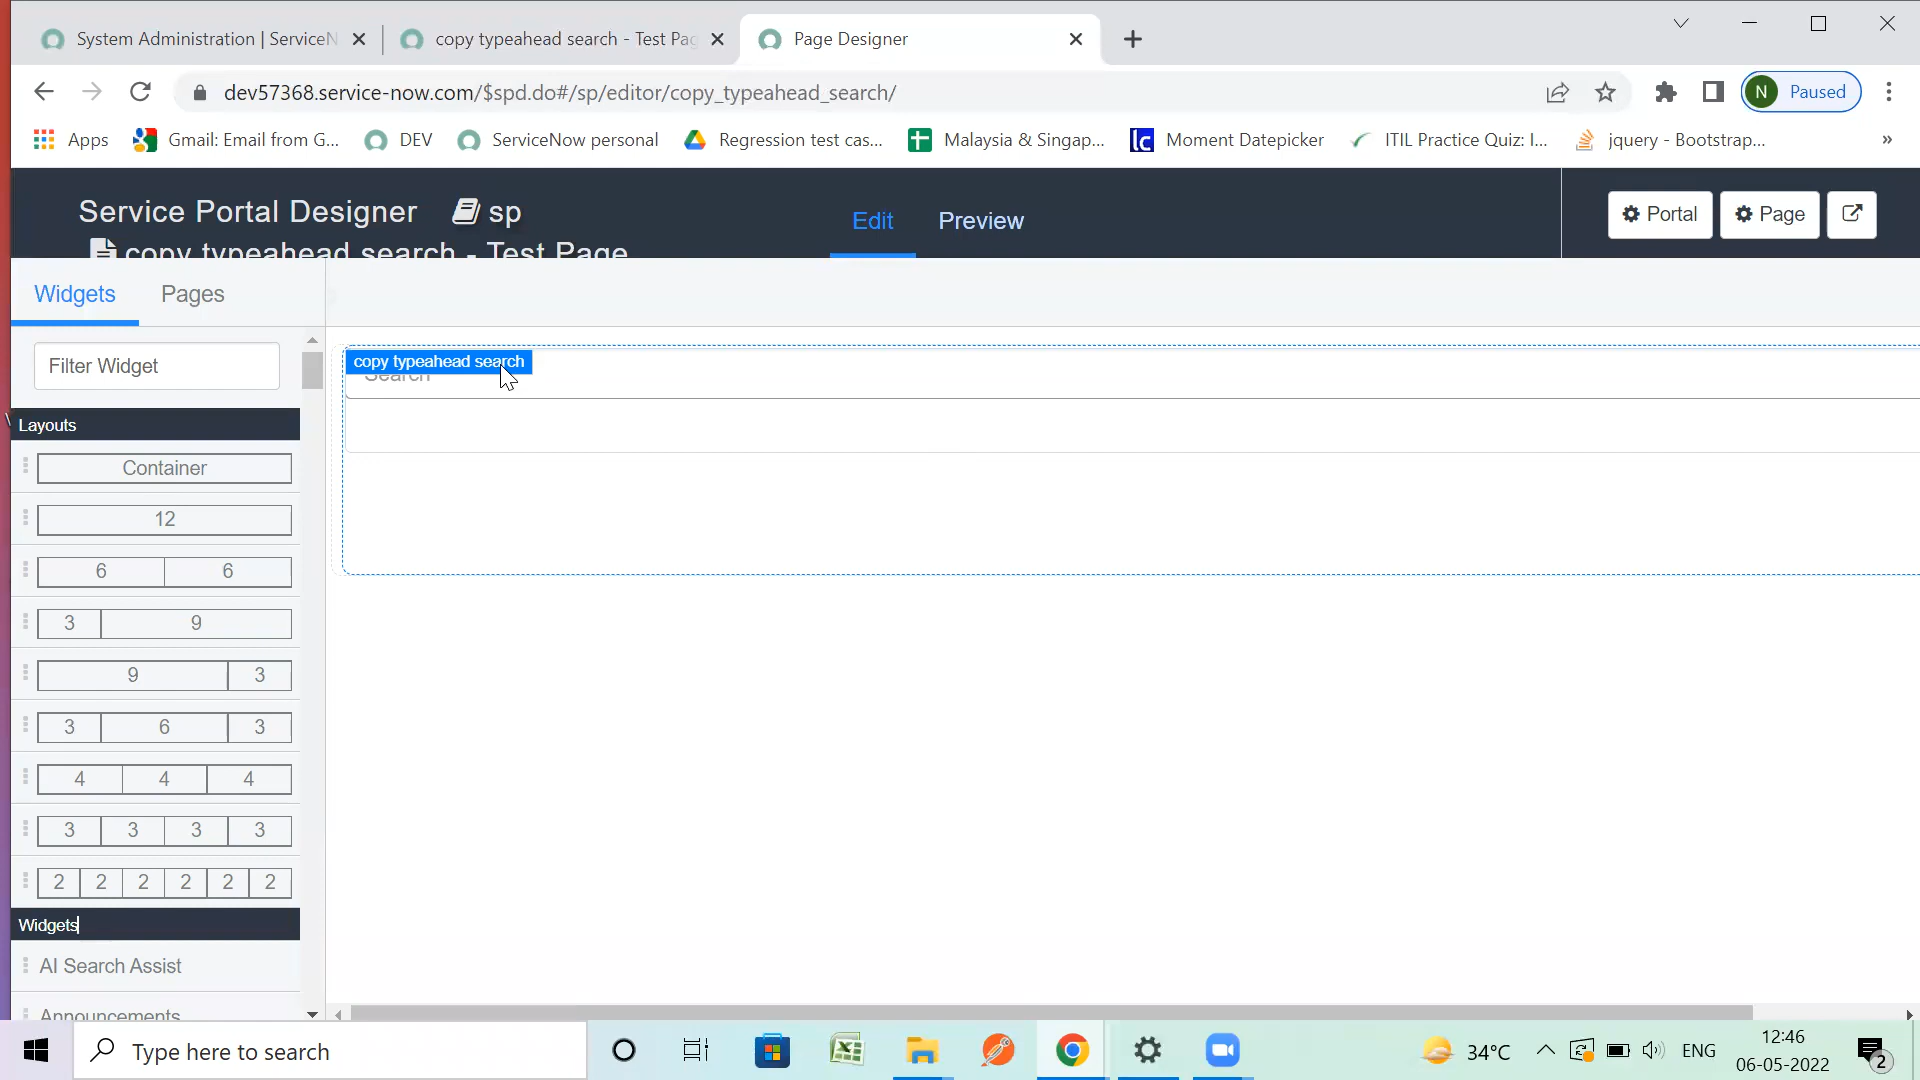 System Administration | ServiceN
copy typeahead search - Test Pag
Page Designer
dev57368.service-now.com/$spd.do#/sp/editor/copy_typeahead_search/
N Paused
Apps
Gmail: Email from G...
DEV
ServiceNow personal
Regression test cas...
Malaysia & Singap...
lc Moment Datepicker
ITIL Practice Quiz: I...
jquery - Bootstrap...
»
Service Portal Designer sp
copy typeahead search - Test Page
Edit
Preview
Portal
Page
Widgets
Pages
Filter Widget
copy typeahead search
Search
Layouts
Container
12
6 6
3 9
9 3
3 6 3
4 4 4
3 3 3 3
2 2 2 2 2 2
Widgets
AI Search Assist
Announcements
Type here to search
34°C
ENG
12:46
06-05-2022
2